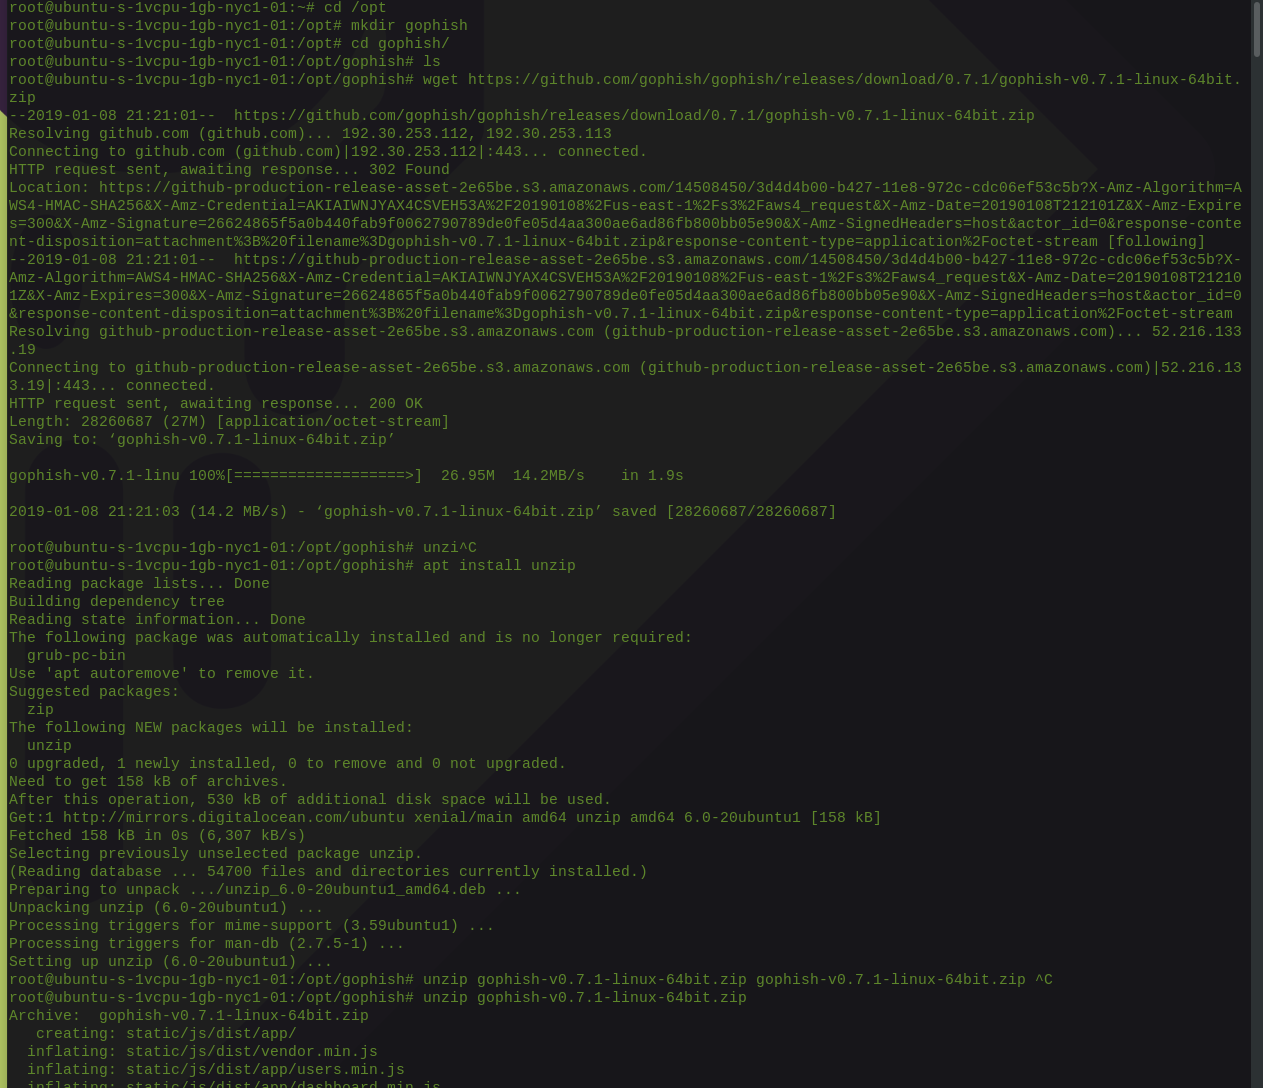 root@ubuntu-s-1vcpu-1gb-nyc1-01:~# cd /opt
root@ubuntu-s-1vcpu-1gb-nyc1-01:/opt# mkdir gophish
root@ubuntu-s-1vcpu-1gb-nyc1-01:/opt# cd gophish/
root@ubuntu-s-1vcpu-1gb-nyc1-01:/opt/gophish# ls
root@ubuntu-s-1vcpu-1gb-nyc1-01:/opt/gophish# wget https://github.com/gophish/gophish/releases/download/0.7.1/gophish-v0.7.1-linux-64bit.
zip
--2019-01-08 21:21:01--  https://github.com/gophish/gophish/releases/download/0.7.1/gophish-v0.7.1-linux-64bit.zip
Resolving github.com (github.com)... 192.30.253.112, 192.30.253.113
Connecting to github.com (github.com)|192.30.253.112|:443... connected.
HTTP request sent, awaiting response... 302 Found
Location: https://github-production-release-asset-2e65be.s3.amazonaws.com/14508450/3d4d4b00-b427-11e8-972c-cdc06ef53c5b?X-Amz-Algorithm=A
WS4-HMAC-SHA256&X-Amz-Credential=AKIAIWNJYAX4CSVEH53A%2F20190108%2Fus-east-1%2Fs3%2Faws4_request&X-Amz-Date=20190108T212101Z&X-Amz-Expire
s=300&X-Amz-Signature=26624865f5a0b440fab9f0062790789de0fe05d4aa300ae6ad86fb800bb05e90&X-Amz-SignedHeaders=host&actor_id=0&response-conte
nt-disposition=attachment%3B%20filename%3Dgophish-v0.7.1-linux-64bit.zip&response-content-type=application%2Foctet-stream [following]
--2019-01-08 21:21:01--  https://github-production-release-asset-2e65be.s3.amazonaws.com/14508450/3d4d4b00-b427-11e8-972c-cdc06ef53c5b?X-
Amz-Algorithm=AWS4-HMAC-SHA256&X-Amz-Credential=AKIAIWNJYAX4CSVEH53A%2F20190108%2Fus-east-1%2Fs3%2Faws4_request&X-Amz-Date=20190108T21210
1Z&X-Amz-Expires=300&X-Amz-Signature=26624865f5a0b440fab9f0062790789de0fe05d4aa300ae6ad86fb800bb05e90&X-Amz-SignedHeaders=host&actor_id=0
&response-content-disposition=attachment%3B%20filename%3Dgophish-v0.7.1-linux-64bit.zip&response-content-type=application%2Foctet-stream
Resolving github-production-release-asset-2e65be.s3.amazonaws.com (github-production-release-asset-2e65be.s3.amazonaws.com)... 52.216.133
.19
Connecting to github-production-release-asset-2e65be.s3.amazonaws.com (github-production-release-asset-2e65be.s3.amazonaws.com)|52.216.13
3.19|:443... connected.
HTTP request sent, awaiting response... 200 OK
Length: 28260687 (27M) [application/octet-stream]
Saving to: ‘gophish-v0.7.1-linux-64bit.zip’
gophish-v0.7.1-linu 100%[===================>]  26.95M  14.2MB/s    in 1.9s
2019-01-08 21:21:03 (14.2 MB/s) - ‘gophish-v0.7.1-linux-64bit.zip’ saved [28260687/28260687]
root@ubuntu-s-1vcpu-1gb-nyc1-01:/opt/gophish# unzi^C
root@ubuntu-s-1vcpu-1gb-nyc1-01:/opt/gophish# apt install unzip
Reading package lists... Done
Building dependency tree
Reading state information... Done
The following package was automatically installed and is no longer required:
  grub-pc-bin
Use 'apt autoremove' to remove it.
Suggested packages:
  zip
The following NEW packages will be installed:
  unzip
0 upgraded, 1 newly installed, 0 to remove and 0 not upgraded.
Need to get 158 kB of archives.
After this operation, 530 kB of additional disk space will be used.
Get:1 http://mirrors.digitalocean.com/ubuntu xenial/main amd64 unzip amd64 6.0-20ubuntu1 [158 kB]
Fetched 158 kB in 0s (6,307 kB/s)
Selecting previously unselected package unzip.
(Reading database ... 54700 files and directories currently installed.)
Preparing to unpack .../unzip_6.0-20ubuntu1_amd64.deb ...
Unpacking unzip (6.0-20ubuntu1) ...
Processing triggers for mime-support (3.59ubuntu1) ...
Processing triggers for man-db (2.7.5-1) ...
Setting up unzip (6.0-20ubuntu1) ...
root@ubuntu-s-1vcpu-1gb-nyc1-01:/opt/gophish# unzip gophish-v0.7.1-linux-64bit.zip gophish-v0.7.1-linux-64bit.zip ^C
root@ubuntu-s-1vcpu-1gb-nyc1-01:/opt/gophish# unzip gophish-v0.7.1-linux-64bit.zip
Archive:  gophish-v0.7.1-linux-64bit.zip
   creating: static/js/dist/app/
  inflating: static/js/dist/vendor.min.js
  inflating: static/js/dist/app/users.min.js
  inflating: static/js/dist/app/dashboard.min.js